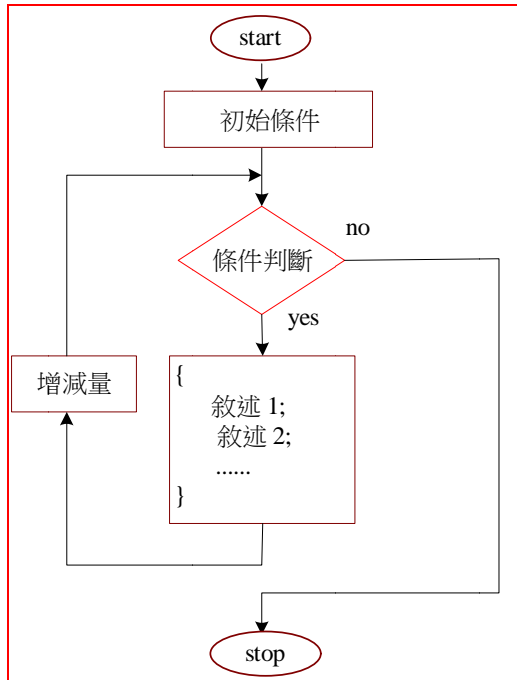 start
初始條件
no
條件判斷
yes
增減量
{
敘述 1;
敘述 2;
......
}
stop